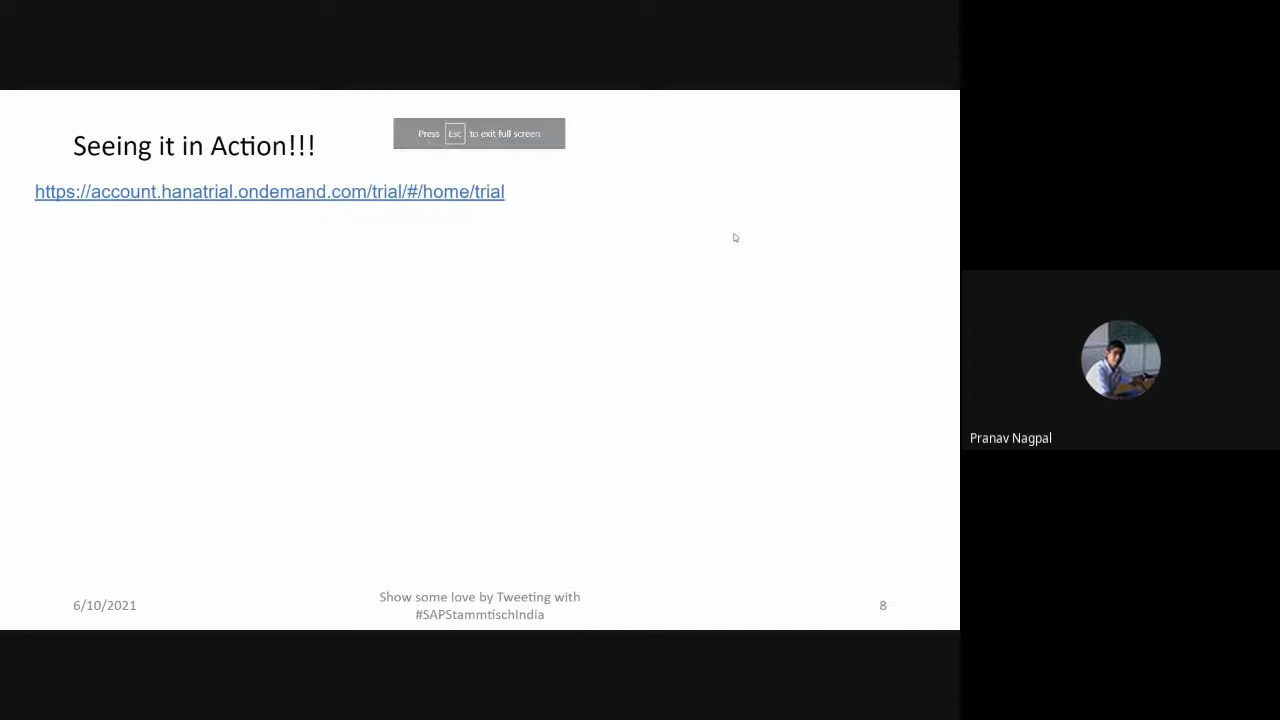 Seeing it in Action!!!
Press Esc to exit full screen
https://account.hanatrial.ondemand.com/trial/#/home/trial
Pranav Nagpal
6/10/2021
Show some love by Tweeting with
#SAPStammtischIndia
8